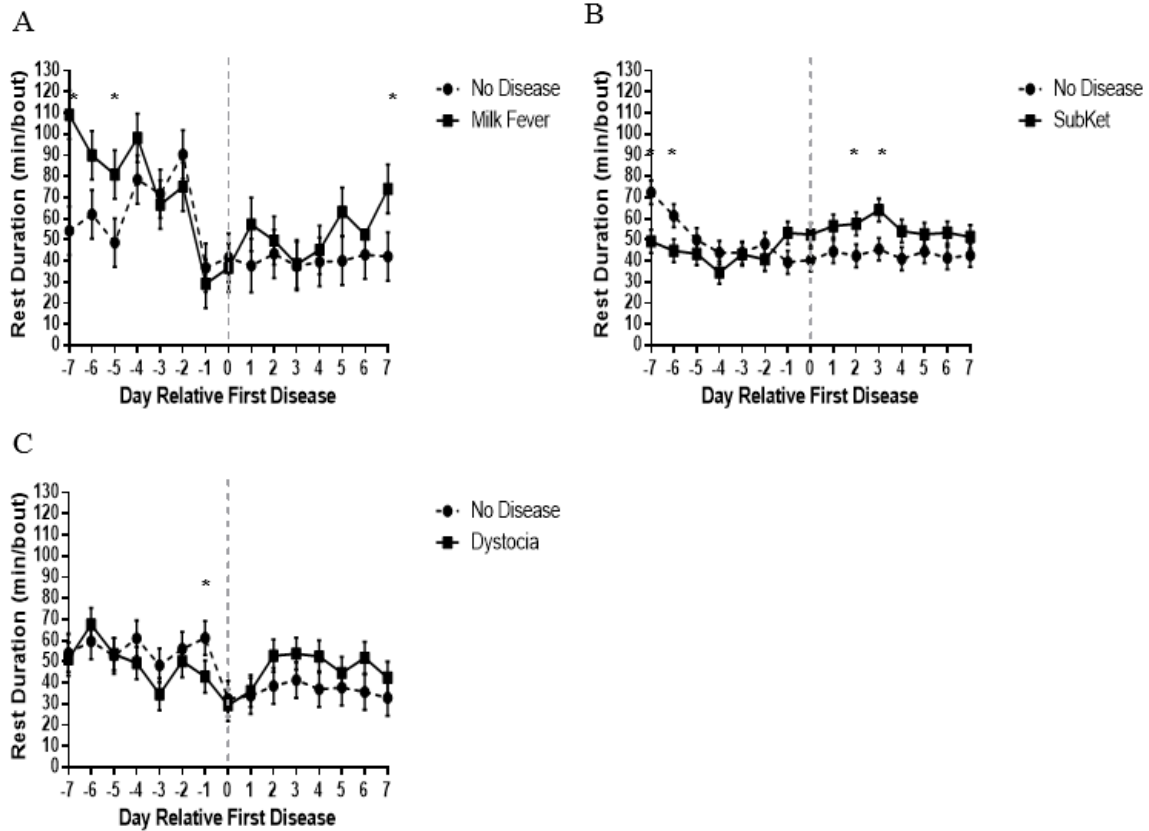 A
Rest Duration (min/bout)
130
120
110
100
90
80
70
60
50
40
30
20
10
0
* * *
-7 -6 -5 -4 -3 -2 -1 0 1 2 3 4 5 6 7
Day Relative First Disease
No Disease
Milk Fever
B
Rest Duration (min/bout)
130
120
110
100
90
80
70
60
50
40
30
20
10
0
* * * *
-7 -6 -5 -4 -3 -2 -1 0 1 2 3 4 5 6 7
Day Relative First Disease
No Disease
SubKet
C
Rest Duration (min/bout)
130
120
110
100
90
80
70
60
50
40
30
20
10
0
*
-7 -6 -5 -4 -3 -2 -1 0 1 2 3 4 5 6 7
Day Relative First Disease
No Disease
Dystocia